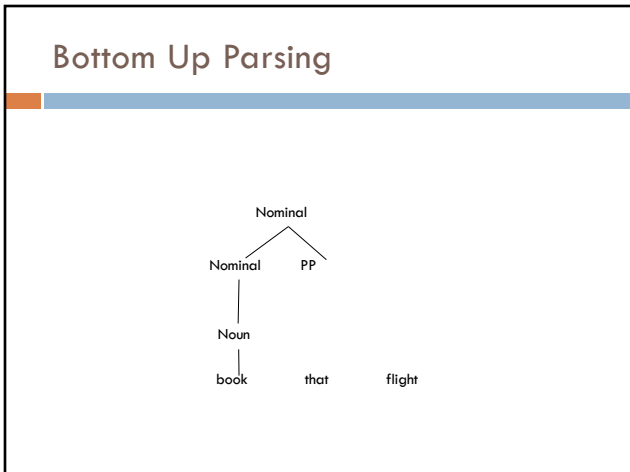 Bottom Up Parsing
Nominal
Nominal PP
Noun
book that flight